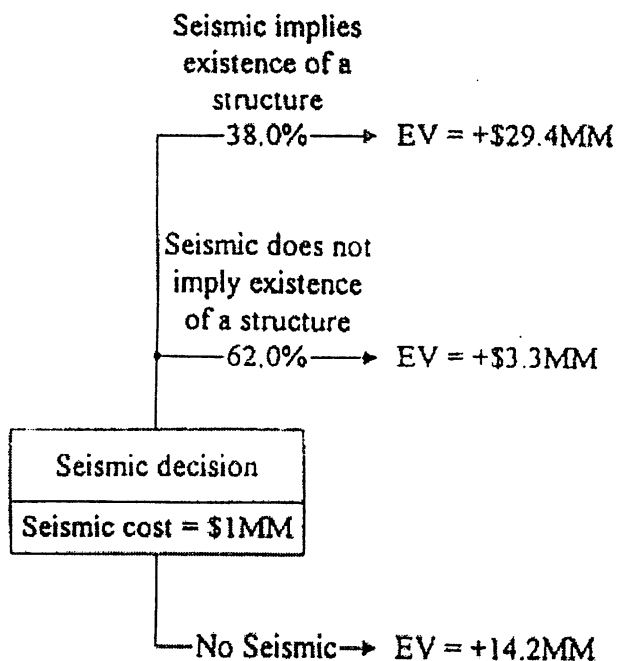 Seismic implies
existence of a
structure
38.0% EV = +$29.4MM
Seismic does not
imply existence
of a structure
62.0% EV = +$3.3MM
Seismic decision
Seismic cost = $1MM
No Seismic EV = +14.2MM